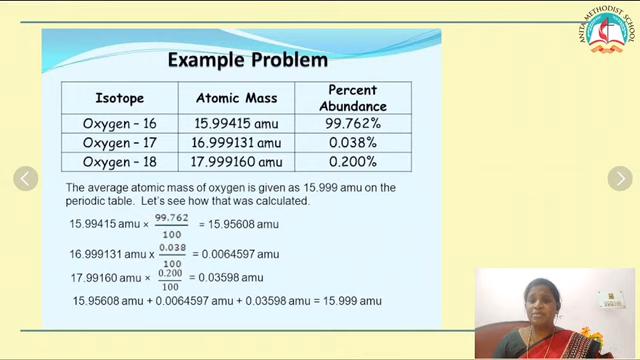 ANITA METHODIST SCHOOL
Example Problem
Isotope Atomic Mass Percent Abundance
Oxygen – 16 15.99415 amu 99.762%
Oxygen – 17 16.999131 amu 0.038%
Oxygen – 18 17.999160 amu 0.200%
The average atomic mass of oxygen is given as 15.999 amu on the
periodic table. Let's see how that was calculated.
15.99415 amu × 99.762/100 = 15.95608 amu
16.999131 amu x 0.038/100 = 0.0064597 amu
17.99160 amu × 0.200/100 = 0.03598 amu
15.95608 amu + 0.0064597 amu + 0.03598 amu = 15.999 amu